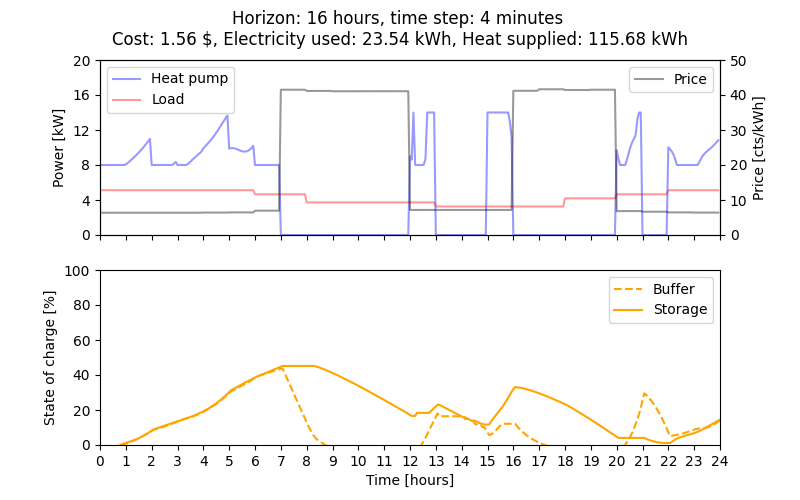 Horizon: 16 hours, time step: 4 minutes
Cost: 1.56 $, Electricity used: 23.54 kWh, Heat supplied: 115.68 kWh
Heat pump
Load
Price
Power [kW]
20
16
12
8
4
0
50
40
30
20
10
0
Price [cts/kWh]
Buffer
Storage
State of charge [%]
100
80
60
40
20
0
0 1 2 3 4 5 6 7 8 9 10 11 12 13 14 15 16 17 18 19 20 21 22 23 24
Time [hours]